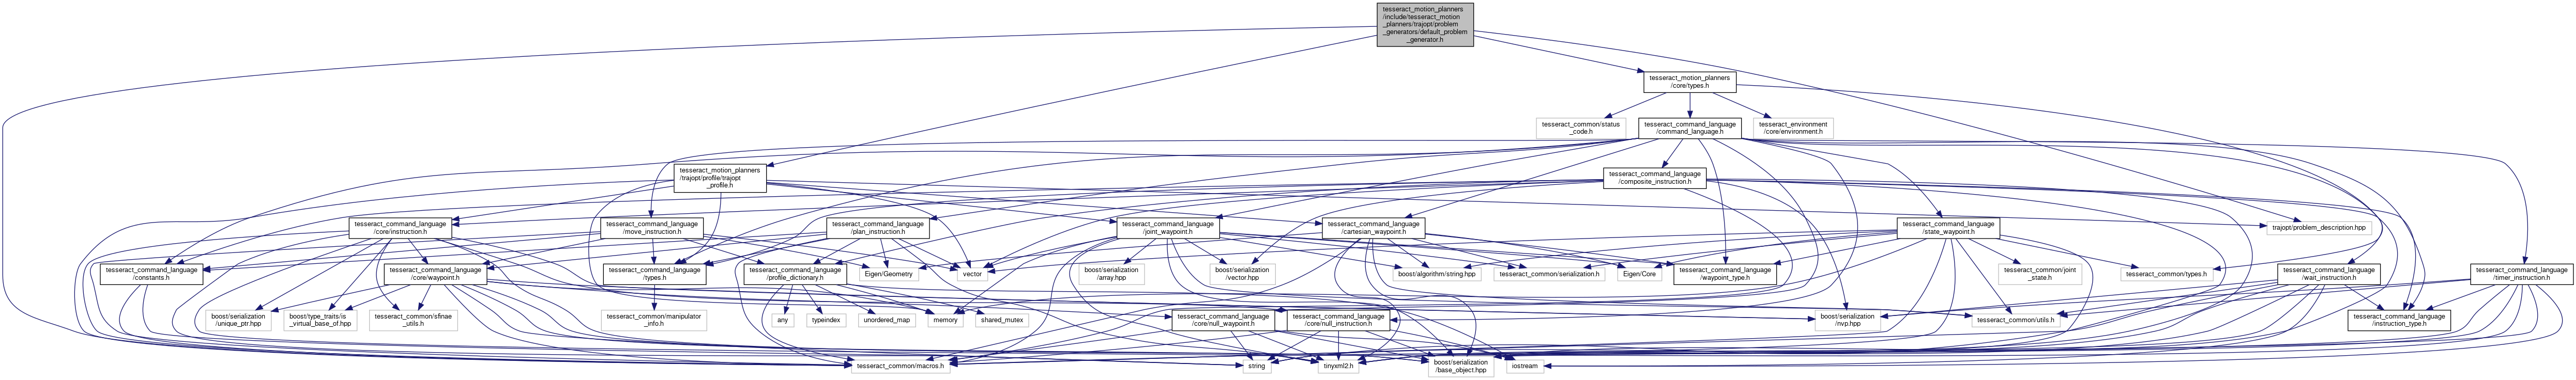 tesseract_motion_planners
/include/tesseract_motion
_planners/trajopt/problem
_generators/default_problem
_generator.h
tesseract_motion_planners
/core/types.h
tesseract_common/status
_code.h
tesseract_command_language
/command_language.h
tesseract_environment
/core/environment.h
tesseract_motion_planners
/trajopt/profile/trajopt
_profile.h
tesseract_command_language
/composite_instruction.h
tesseract_command_language
/core/instruction.h
tesseract_command_language
/move_instruction.h
tesseract_command_language
/plan_instruction.h
tesseract_command_language
/joint_waypoint.h
tesseract_command_language
/cartesian_waypoint.h
tesseract_command_language
/state_waypoint.h
trajopt/problem_description.hpp
tesseract_command_language
/constants.h
tesseract_command_language
/core/waypoint.h
tesseract_command_language
/types.h
tesseract_command_language
/profile_dictionary.h
Eigen/Geometry
vector
boost/serialization
/array.hpp
boost/serialization
/vector.hpp
boost/algorithm/string.hpp
tesseract_common/serialization.h
Eigen/Core
tesseract_command_language
/waypoint_type.h
tesseract_common/joint
_state.h
tesseract_common/types.h
tesseract_command_language
/wait_instruction.h
tesseract_command_language
/timer_instruction.h
boost/serialization
/unique_ptr.hpp
boost/type_traits/is
_virtual_base_of.hpp
tesseract_common/sfinae
_utils.h
tesseract_common/manipulator
_info.h
any
typeindex
unordered_map
memory
shared_mutex
tesseract_command_language
/core/null_waypoint.h
tesseract_command_language
/core/null_instruction.h
boost/serialization
/nvp.hpp
tesseract_common/utils.h
tesseract_command_language
/instruction_type.h
tesseract_common/macros.h
string
tinyxml2.h
boost/serialization
/base_object.hpp
iostream